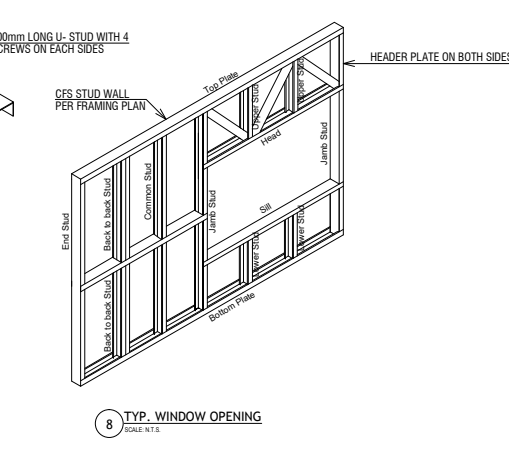 00mm LONG U- STUD WITH 4
CREWS ON EACH SIDES
HEADER PLATE ON BOTH SIDES
CFS STUD WALL
PER FRAMING PLAN
Top Plate
Upper Stud
Upper Stud
Head
Jamb Stud
Common Stud
Back to back Stud
Jamb Stud
End Stud
Sill
Lower Stud
Lower Stud
Back to back Stud
Bottom Plate
8
TYP. WINDOW OPENING
SCALE: N.T.S.